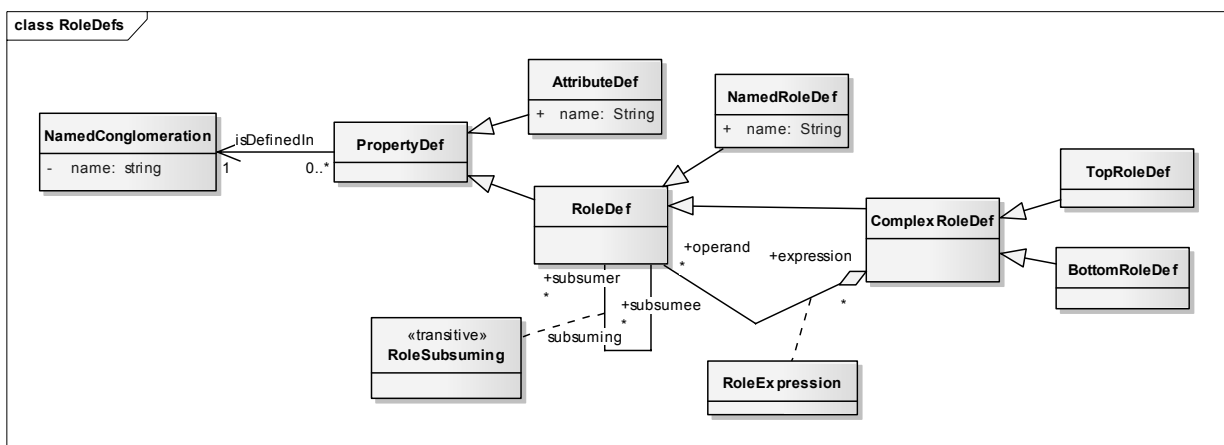 class RoleDefs
AttributeDef
+ name: String
NamedRoleDef
+ name: String
NamedConglomeration
- name: string
isDefinedIn
1
0..*
PropertyDef
TopRoleDef
RoleDef
ComplexRoleDef
+operand
*
+expression
*
BottomRoleDef
+subsumer
*
+subsumee
*
subsuming
«transitive»
RoleSubsuming
RoleExpression